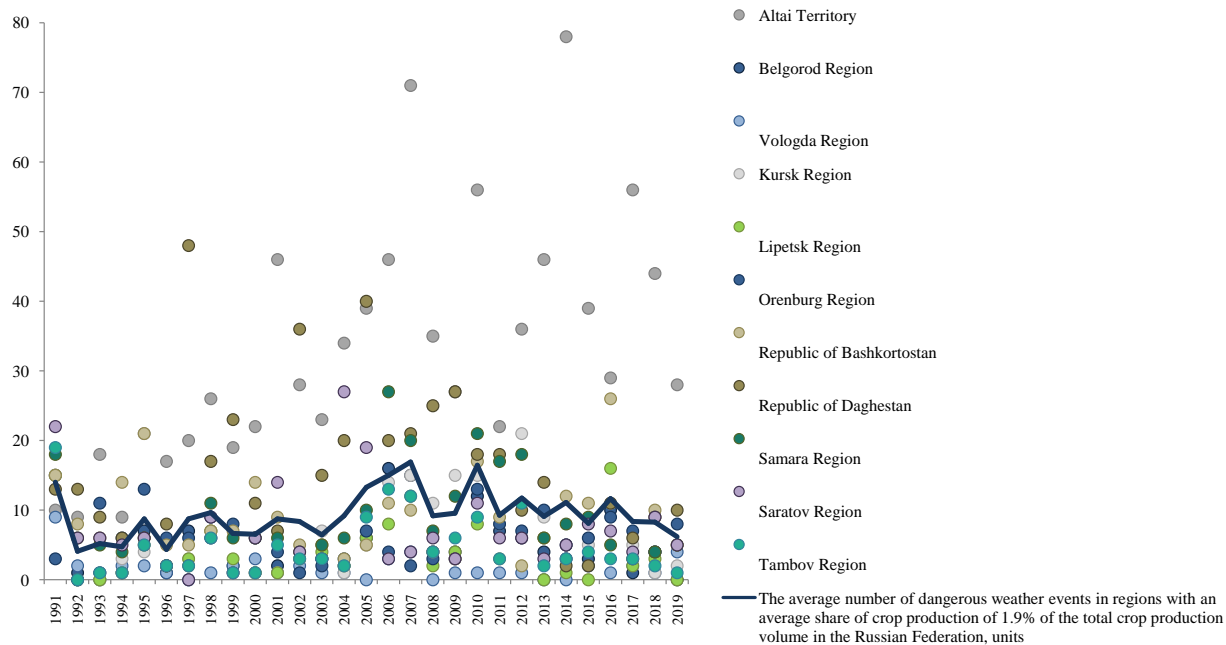 80
70
60
50
40
30
20
10
0
1991
1992
1993
1994
1995
1996
1997
1998
1999
2000
2001
2002
2003
2004
2005
2006
2007
2008
2009
2010
2011
2012
2013
2014
2015
2016
2017
2018
2019
Altai Territory
Belgorod Region
Vologda Region
Kursk Region
Lipetsk Region
Orenburg Region
Republic of Bashkortostan
Republic of Daghestan
Samara Region
Saratov Region
Tambov Region
The average number of dangerous weather events in regions with an
average share of crop production of 1.9% of the total crop production
volume in the Russian Federation, units